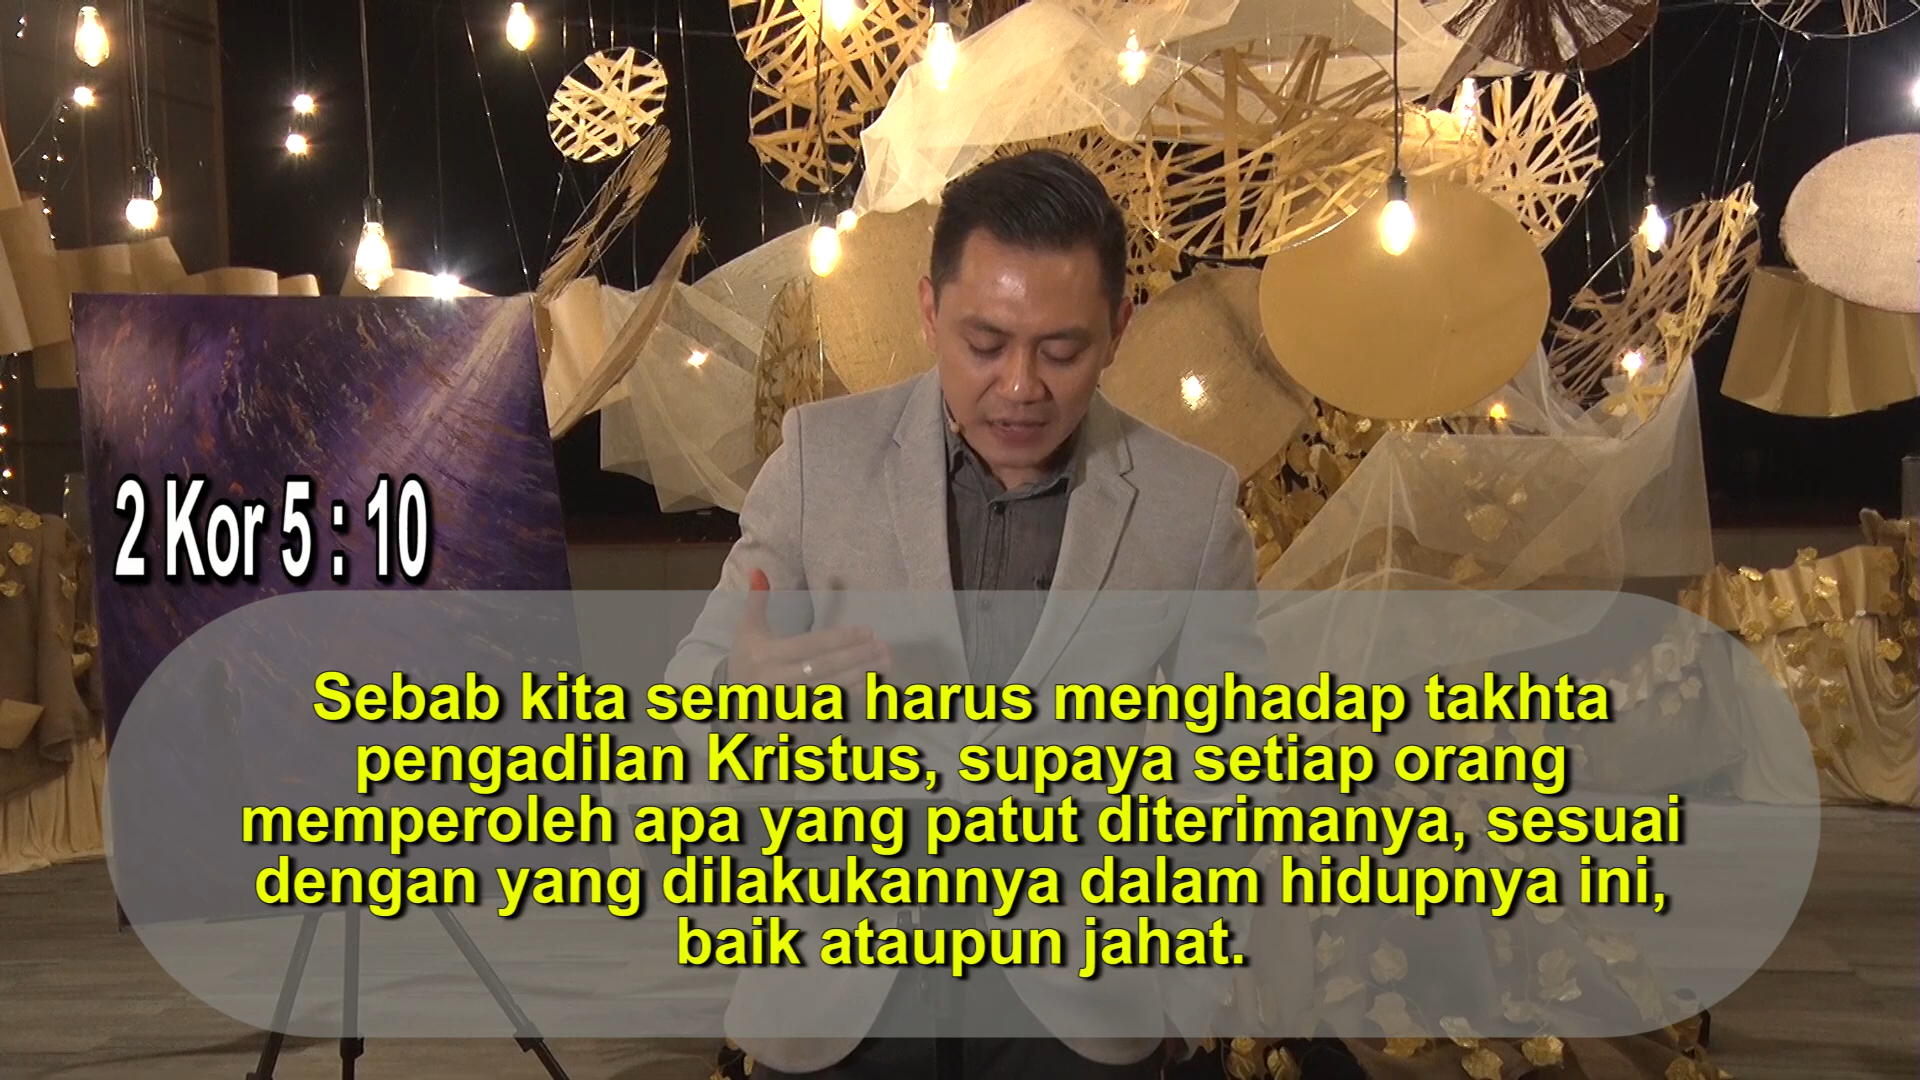 2 Kor 5 : 10
Sebab kita semua harus menghadap takhta
pengadilan Kristus, supaya setiap orang
memperoleh apa yang patut diterimanya, sesuai
dengan yang dilakukannya dalam hidupnya ini,
baik ataupun jahat.